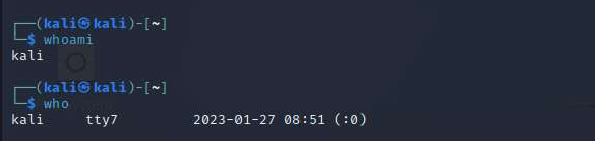 ┌──(kali㉿kali)-[~]
└─$ whoami
kali
┌──(kali㉿kali)-[~]
└─$ who
kali     tty7         2023-01-27 08:51 (:0)